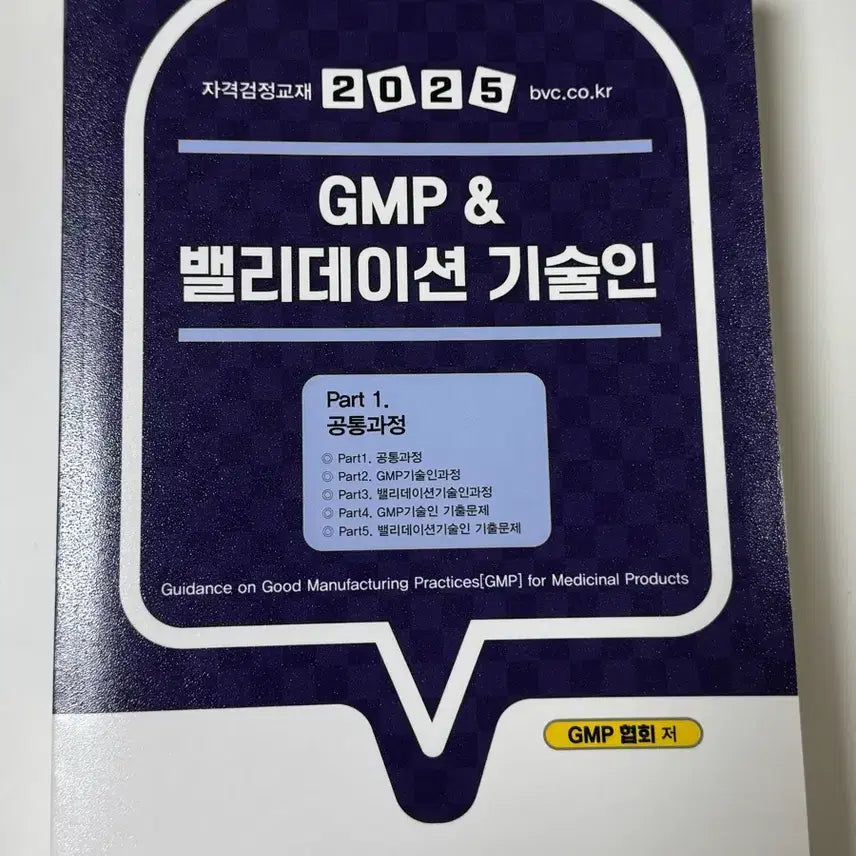 자격검정교재 2025 bvc.co.kr
GMP &
밸리데이션 기술인
Part 1.
공통과정
◎ Part1. 공통과정
◎ Part2. GMP기술인과정
◎ Part3. 밸리데이션기술인과정
◎ Part4. GMP기술인 기출문제
◎ Part5. 밸리데이션기술인 기출문제
Guidance on Good Manufacturing Practices[GMP] for Medicinal Products
GMP 협회 저